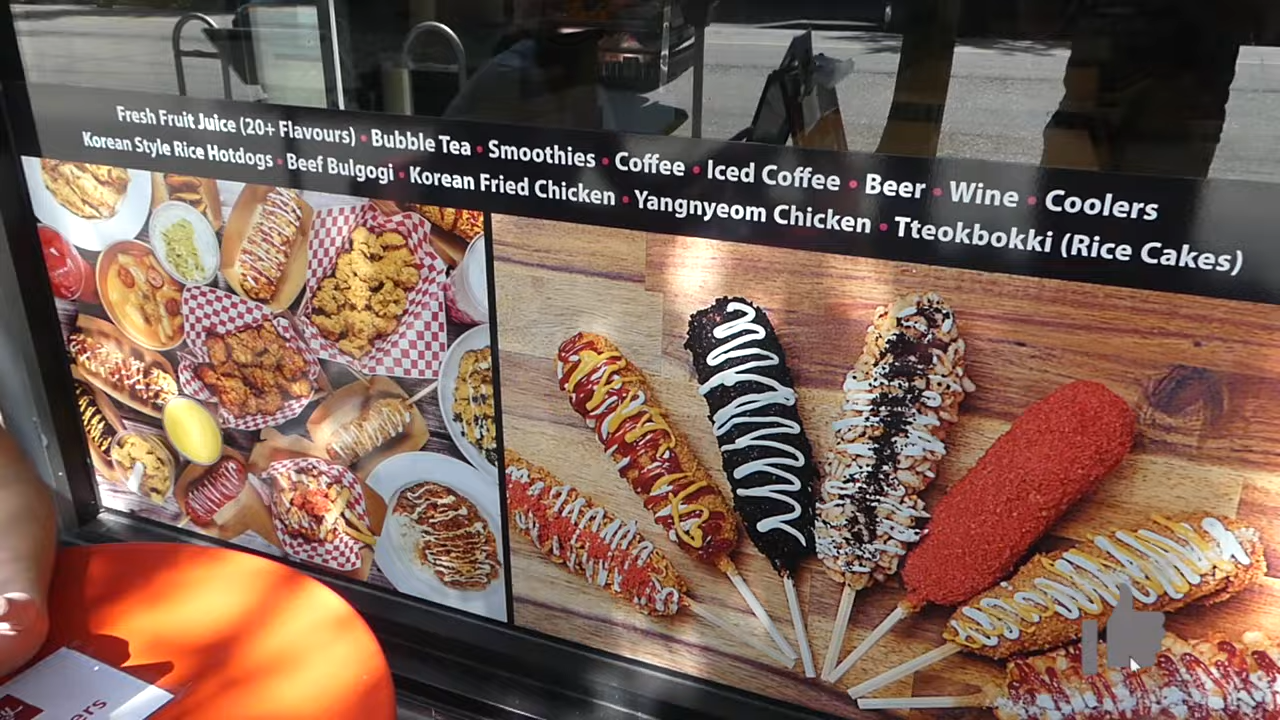 Fresh Fruit Juice (20+ Flavours) • Bubble Tea • Smoothies • Coffee • Iced Coffee • Beer • Wine • Coolers
Korean Style Rice Hotdogs • Beef Bulgogi • Korean Fried Chicken • Yangnyeom Chicken • Tteokbokki (Rice Cakes)